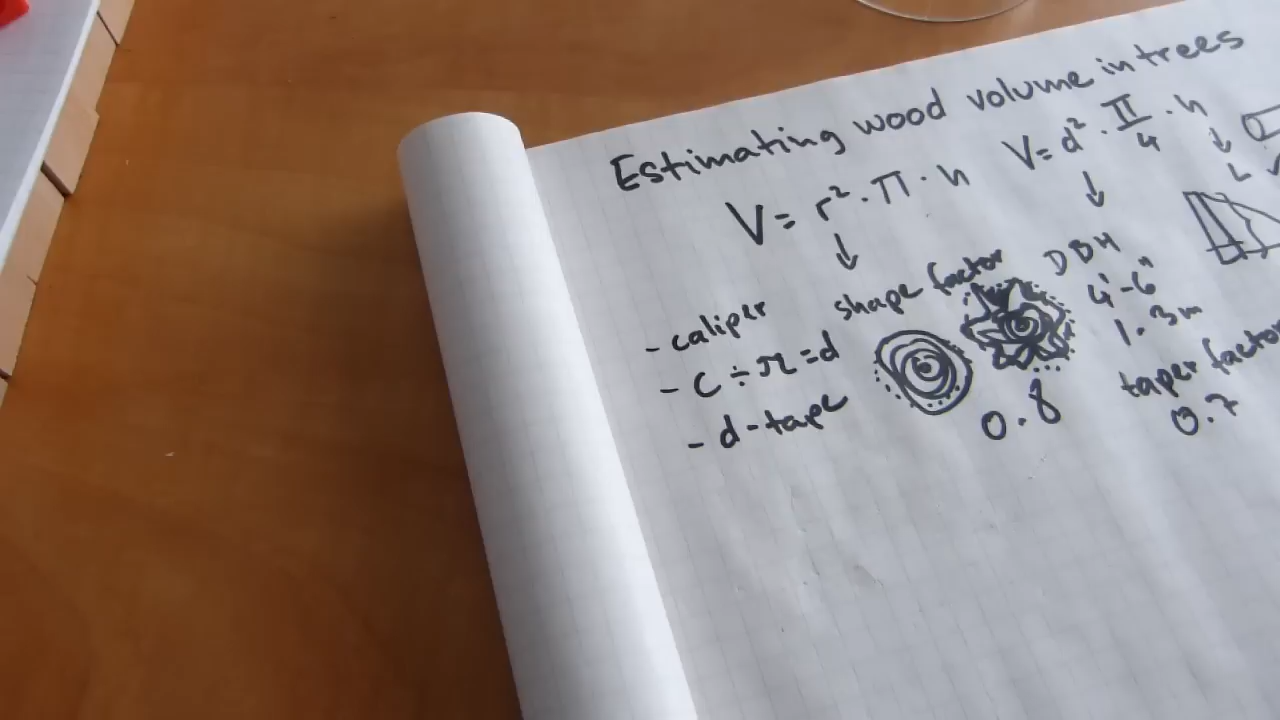 Estimating wood volume in trees
V = r² · π · h
V = d² · π/4 · h
↓
↓
↓ L
- caliper
- C ÷ π = d
- d-tape
shape factor
0.8
DBH
4'-6"
1.3m
taper factor
0.7